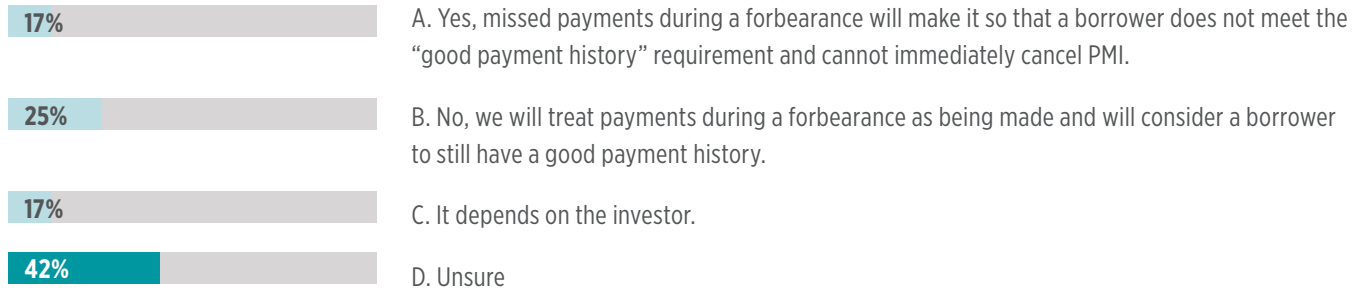 17%
A. Yes, missed payments during a forbearance will make it so that a borrower does not meet the
“good payment history” requirement and cannot immediately cancel PMI.
25%
B. No, we will treat payments during a forbearance as being made and will consider a borrower
to still have a good payment history.
17%
C. It depends on the investor.
42%
D. Unsure